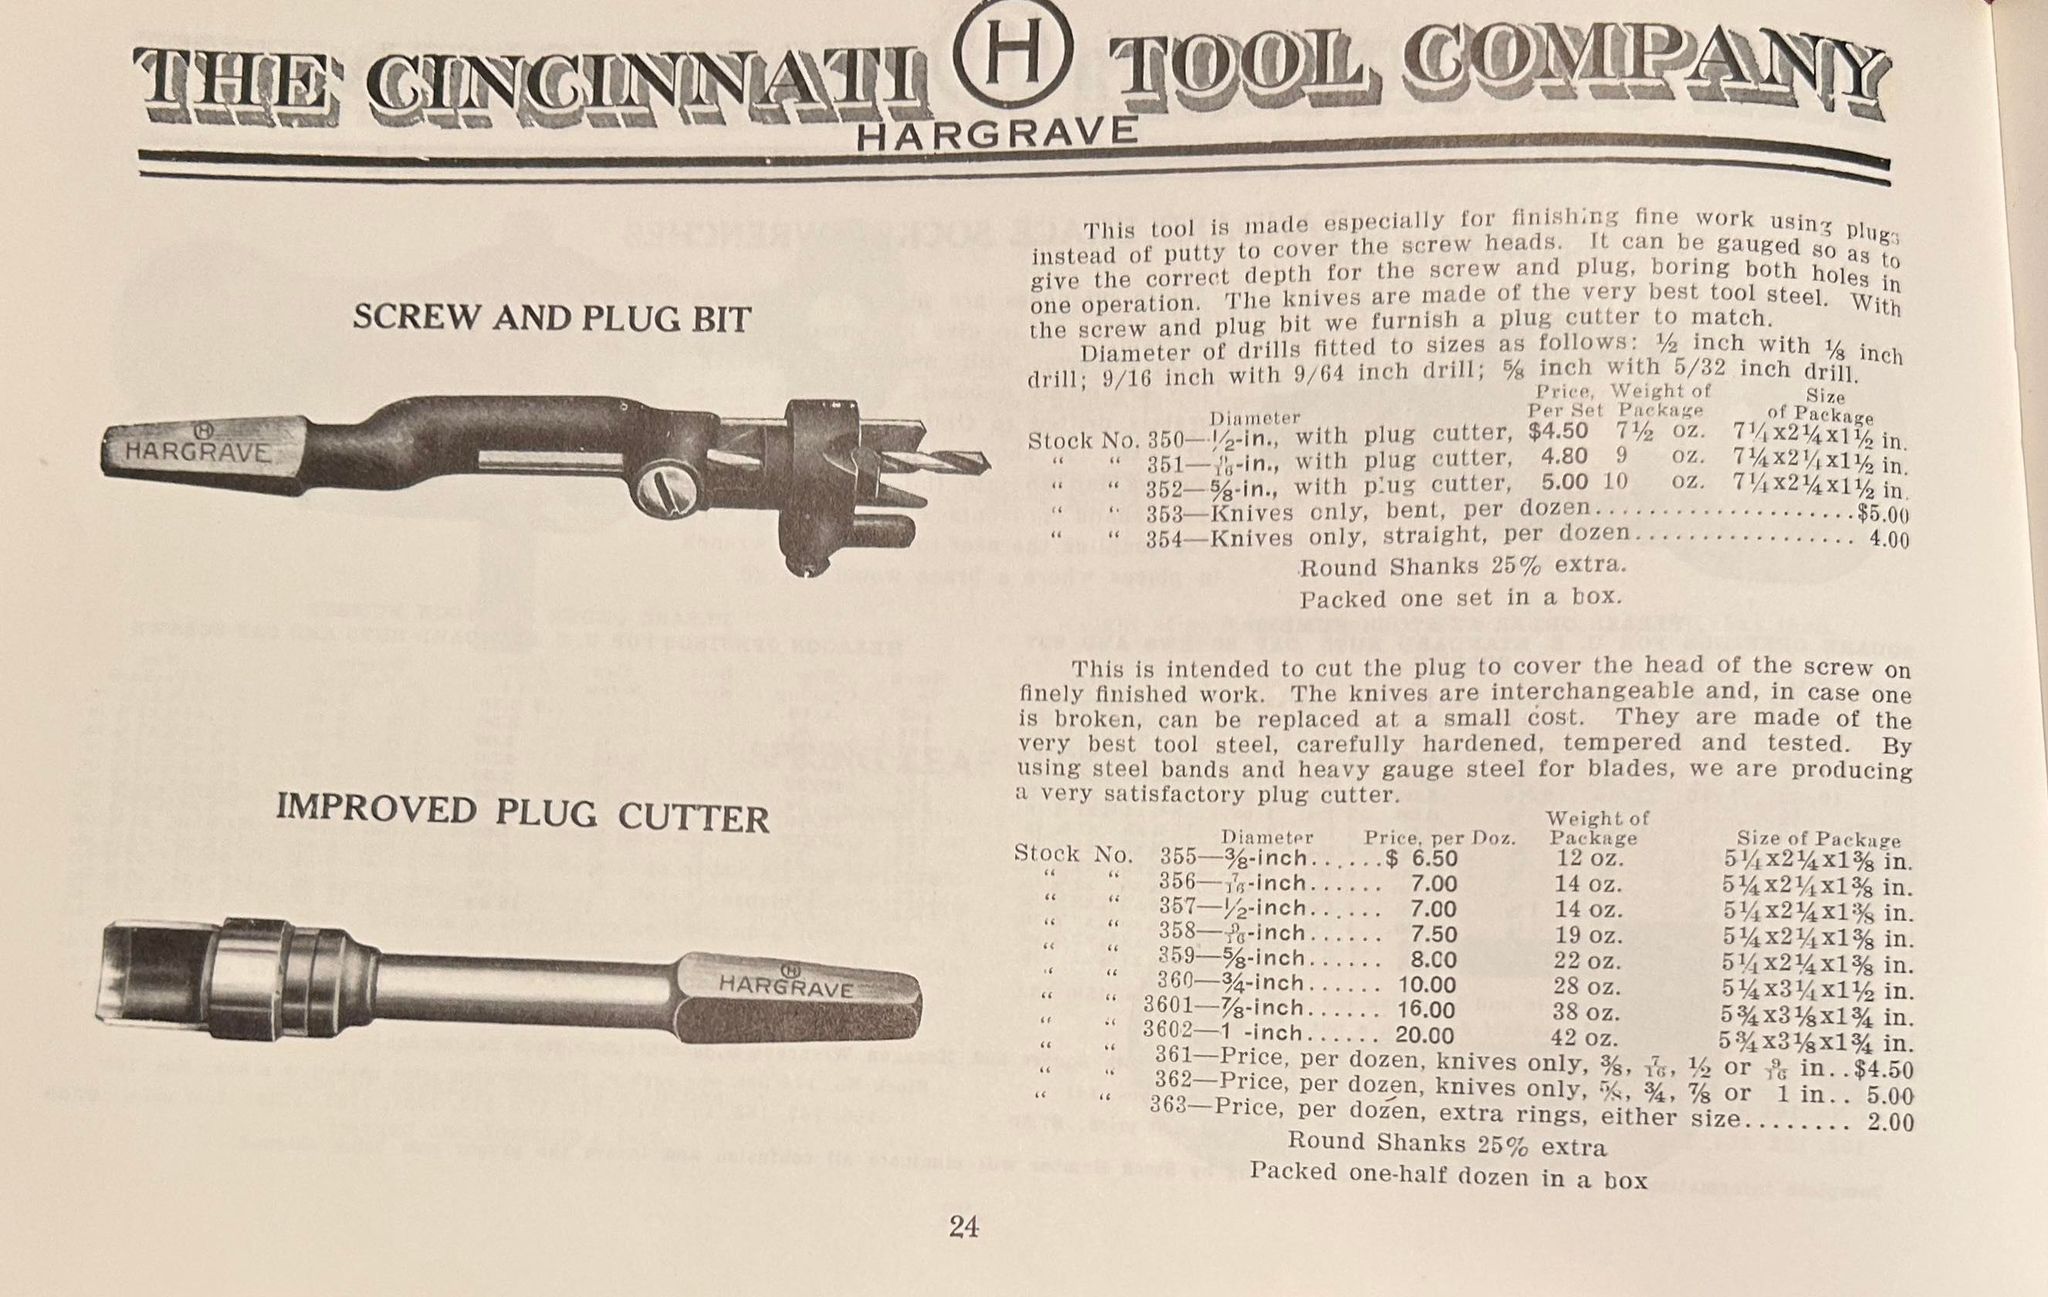 THE CINCINNATI H TOOL COMPANY
HARGRAVE
SCREW AND PLUG BIT
H
HARGRAVE
This tool is made especially for finishing fine work using plugs
instead of putty to cover the screw heads. It can be gauged so as to
give the correct depth for the screw and plug, boring both holes in
one operation. The knives are made of the very best tool steel. With
the screw and plug bit we furnish a plug cutter to match.
Diameter of drills fitted to sizes as follows: ½ inch with ⅛ inch
drill; 9/16 inch with 9/64 inch drill; ⅝ inch with 5/32 inch drill.
Price, Weight of Size
Diameter Per Set Package of Package
Stock No. 350—½-in., with plug cutter, $4.50 7½ oz. 7¼x2¼x1½ in.
“ “ 351—9/16-in., with plug cutter, 4.80 9 oz. 7¼x2¼x1½ in.
“ “ 352—⅝-in., with plug cutter, 5.00 10 oz. 7¼x2¼x1½ in.
“ “ 353—Knives only, bent, per dozen.....................$5.00
“ “ 354—Knives only, straight, per dozen................. 4.00
Round Shanks 25% extra.
Packed one set in a box.
IMPROVED PLUG CUTTER
H
HARGRAVE
This is intended to cut the plug to cover the head of the screw on
finely finished work. The knives are interchangeable and, in case one
is broken, can be replaced at a small cost. They are made of the
very best tool steel, carefully hardened, tempered and tested. By
using steel bands and heavy gauge steel for blades, we are producing
a very satisfactory plug cutter.
Weight of
Diameter Price, per Doz. Package Size of Package
Stock No. 355—⅜-inch......$ 6.50 12 oz. 5¼x2¼x1⅜ in.
“ “ 356—7/16-inch...... 7.00 14 oz. 5¼x2¼x1⅜ in.
“ “ 357—½-inch...... 7.00 14 oz. 5¼x2¼x1⅜ in.
“ “ 358—9/16-inch...... 7.50 19 oz. 5¼x2¼x1⅜ in.
“ “ 359—⅝-inch...... 8.00 22 oz. 5¼x2¼x1⅜ in.
“ “ 360—¾-inch...... 10.00 28 oz. 5¼x3¼x1½ in.
“ “ 3601—⅞-inch...... 16.00 38 oz. 5¾x3⅛x1¾ in.
“ “ 3602—1 -inch...... 20.00 42 oz. 5¾x3⅛x1¾ in.
“ “ 361—Price, per dozen, knives only, ⅜, 7/16, ½ or 9/16 in..$4.50
“ “ 362—Price, per dozen, knives only, ⅝, ¾, ⅞ or 1 in.. 5.00
“ “ 363—Price, per dozen, extra rings, either size........ 2.00
Round Shanks 25% extra
Packed one-half dozen in a box
24